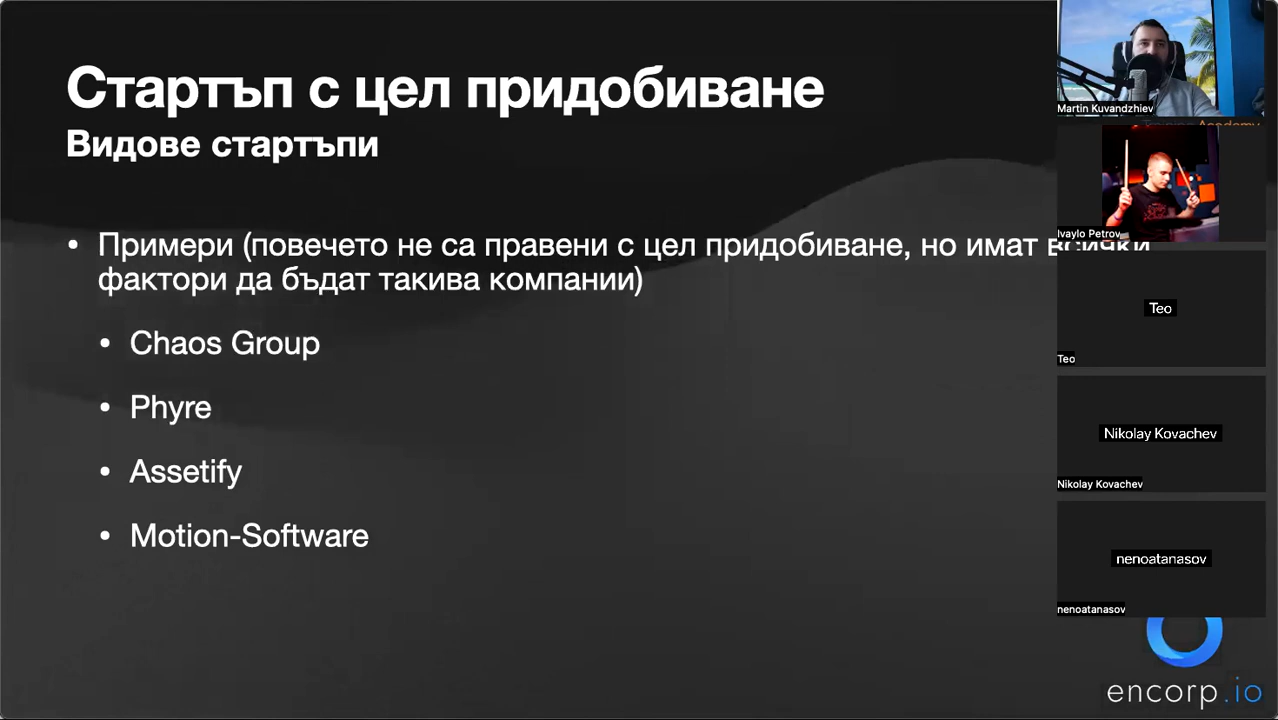 Стартъп с цел придобиване
Видове стартъпи
• Примери (повечето не са правени с цел придобиване, но имат всички
фактори да бъдат такива компании)
• Chaos Group
• Phyre
• Assetify
• Motion-Software
Martin Kuvandzhiev
Academy
Ivaylo Petrov
Teo
Teo
Nikolay Kovachev
Nikolay Kovachev
nenoatanasov
nenoatanasov
encorp.io